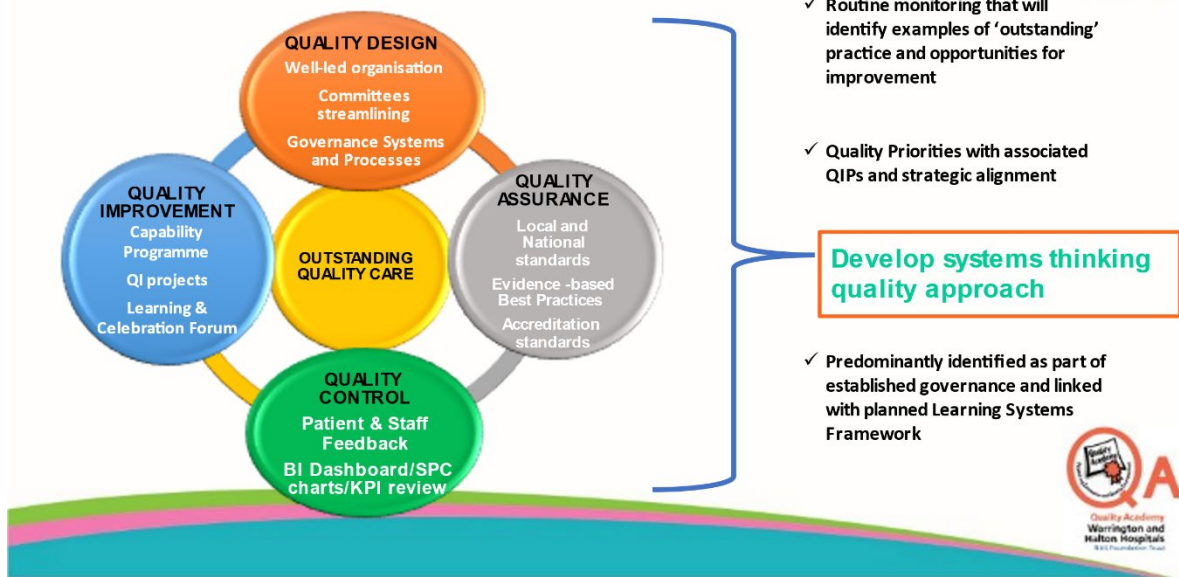 QUALITY DESIGN
Well-led organisation
Committees
streamlining
Governance Systems
and Processes
QUALITY
IMPROVEMENT
Capability
Programme
QI projects
Learning &
Celebration Forum
OUTSTANDING
QUALITY CARE
QUALITY
ASSURANCE
Local and
National
standards
Evidence -based
Best Practices
Accreditation
standards
QUALITY
CONTROL
Patient & Staff
Feedback
BI Dashboard/SPC
charts/KPI review
✓ Routine monitoring that will
identify examples of ‘outstanding’
practice and opportunities for
improvement
✓ Quality Priorities with associated
QIPs and strategic alignment
Develop systems thinking
quality approach
✓ Predominantly identified as part of
established governance and linked
with planned Learning Systems
Framework
QA
Quality Academy
Warrington and
Halton Hospitals
NHS Foundation Trust